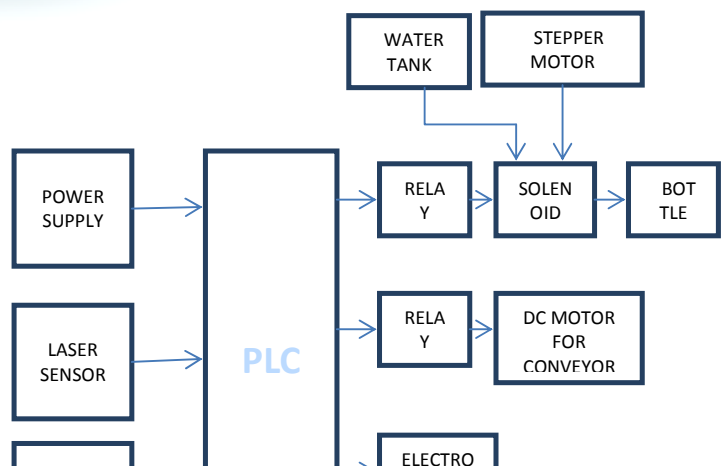 WATER
TANK
STEPPER
MOTOR
POWER
SUPPLY
RELA
Y
SOLEN
OID
BOT
TLE
LASER
SENSOR
PLC
RELA
Y
DC MOTOR
FOR
CONVEYOR
ELECTRO